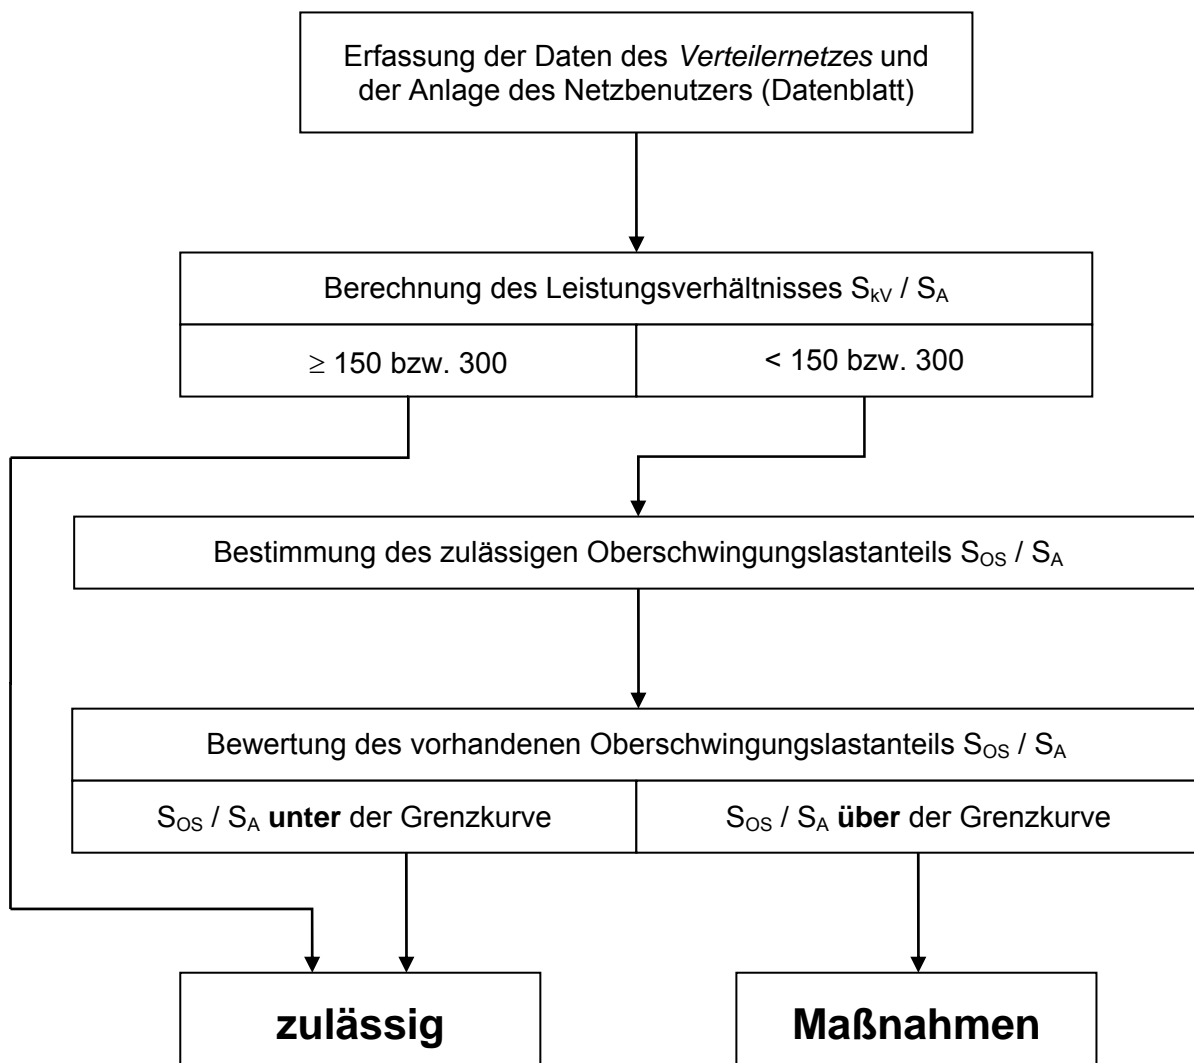 Erfassung der Daten des Verteilernetzes und
der Anlage des Netzbenutzers (Datenblatt)
Berechnung des Leistungsverhältnisses SkV / SA
≥ 150 bzw. 300
< 150 bzw. 300
Bestimmung des zulässigen Oberschwingungslastanteils SOS / SA
Bewertung des vorhandenen Oberschwingungslastanteils SOS / SA
SOS / SA unter der Grenzkurve
SOS / SA über der Grenzkurve
zulässig
Maßnahmen